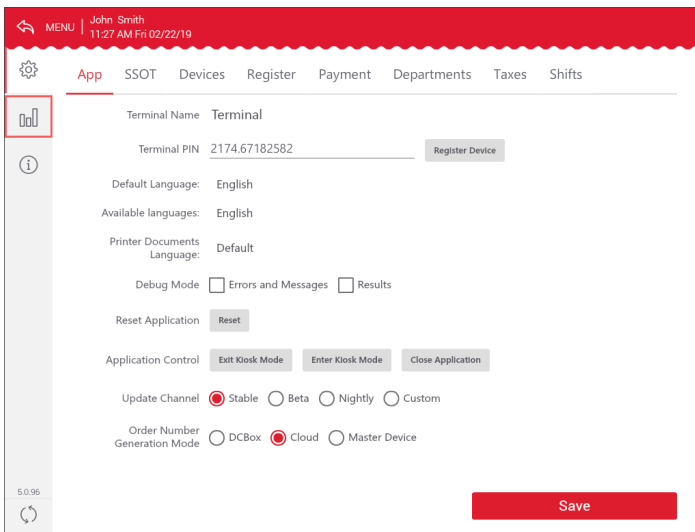 MENU
John Smith
11:27 AM Fri 02/22/19
App SSOT Devices Register Payment Departments Taxes Shifts
Terminal Name Terminal
Terminal PIN 2174.67182582 Register Device
Default Language: English
Available languages: English
Printer Documents
Language: Default
Debug Mode Errors and Messages Results
Reset Application Reset
Application Control Exit Kiosk Mode Enter Kiosk Mode Close Application
Update Channel Stable Beta Nightly Custom
Order Number
Generation Mode DCBox Cloud Master Device
5.0.96
Save